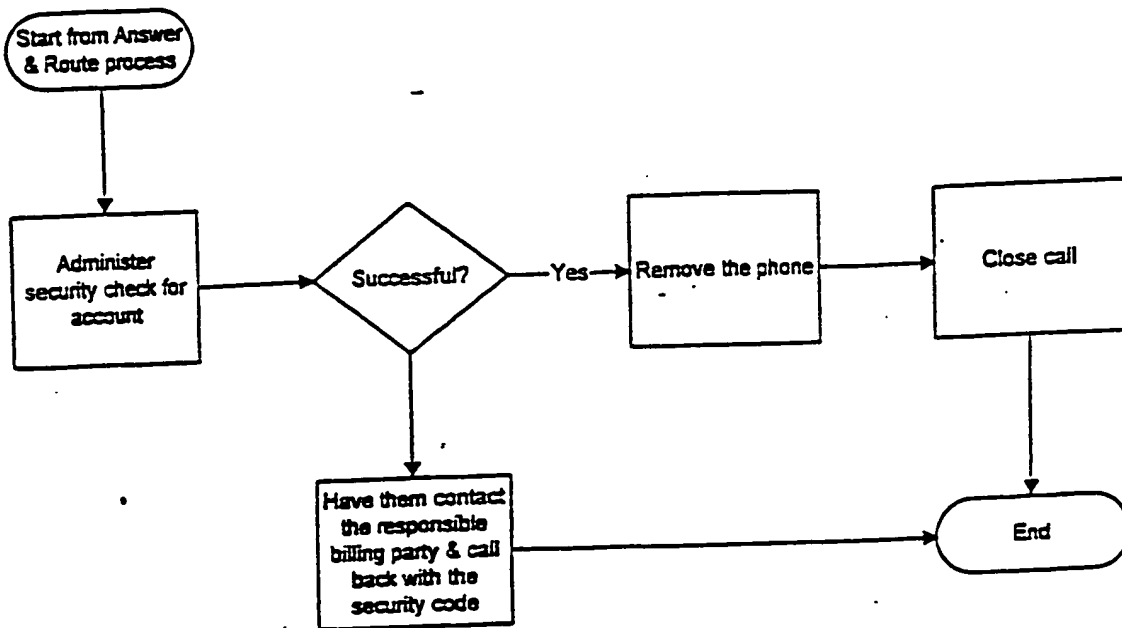 Start from Answer
& Route process
Administer
security check for
account
Successful?
Yes
Remove the phone
Close call
Have them contact
the responsible
billing party & call
back with the
security code
End